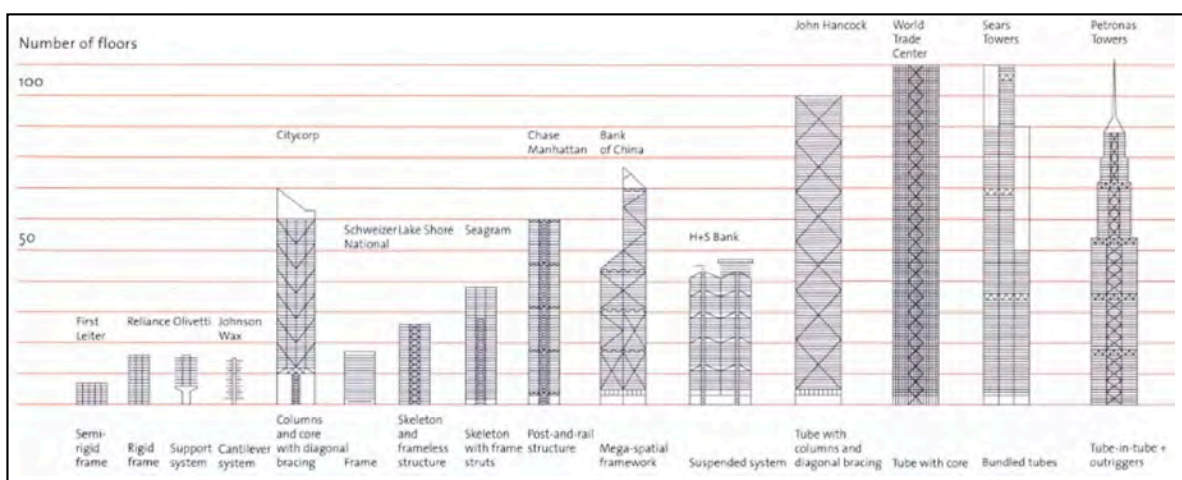 Number of floors
100
50
John Hancock
World
Trade
Center
Sears
Towers
Petronas
Towers
Citycorp
Chase
Manhattan
Bank
of China
Schweizer
National
Lake Shore
Seagram
H+S Bank
First
Leiter
Reliance
Olivetti
Johnson
Wax
Semi-
rigid
frame
Rigid
frame
Support
system
Cantilever
system
Columns
and core
with diagonal
bracing
Frame
Skeleton
and
frameless
structure
Skeleton
with frame
struts
Post-and-rail
structure
Mega-spatial
framework
Suspended system
Tube with
columns and
diagonal bracing
Tube with core
Bundled tubes
Tube-in-tube +
outriggers